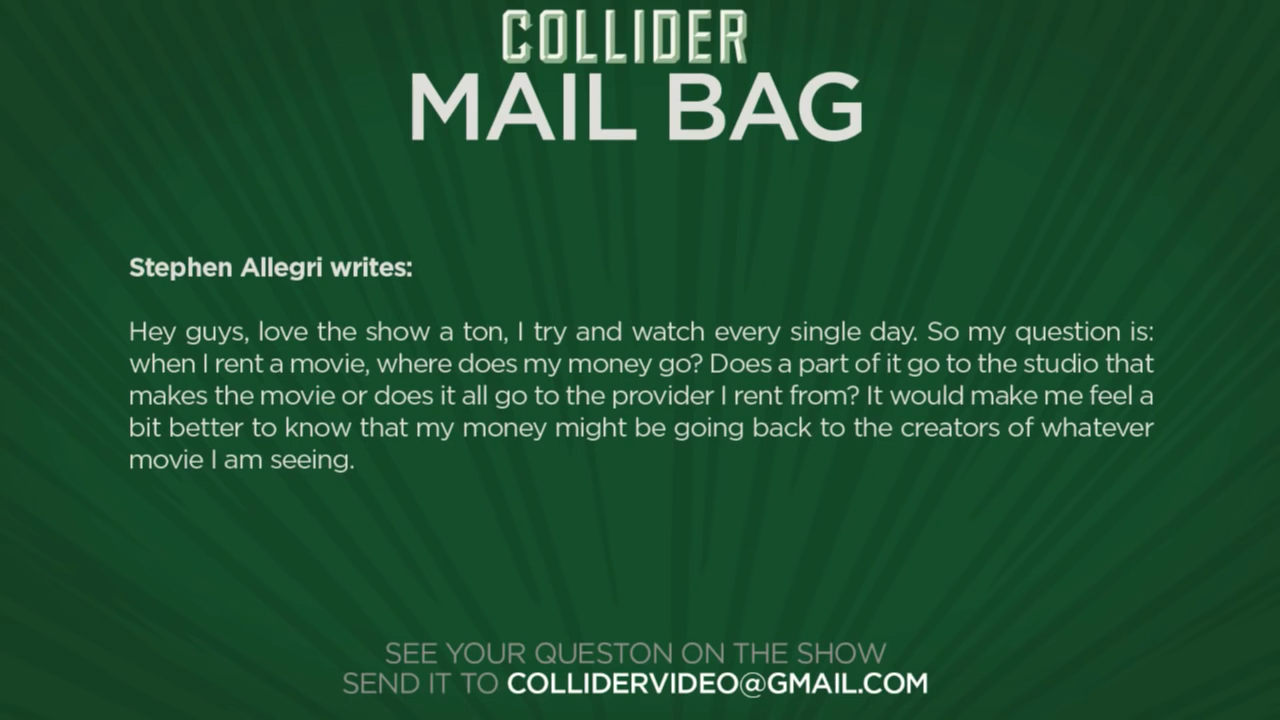 COLLIDER
MAIL BAG
Stephen Allegri writes:
Hey guys, love the show a ton, I try and watch every single day. So my question is:
when I rent a movie, where does my money go? Does a part of it go to the studio that
makes the movie or does it all go to the provider I rent from? It would make me feel a
bit better to know that my money might be going back to the creators of whatever
movie I am seeing.
SEE YOUR QUESTON ON THE SHOW
SEND IT TO COLLIDERVIDEO@GMAIL.COM